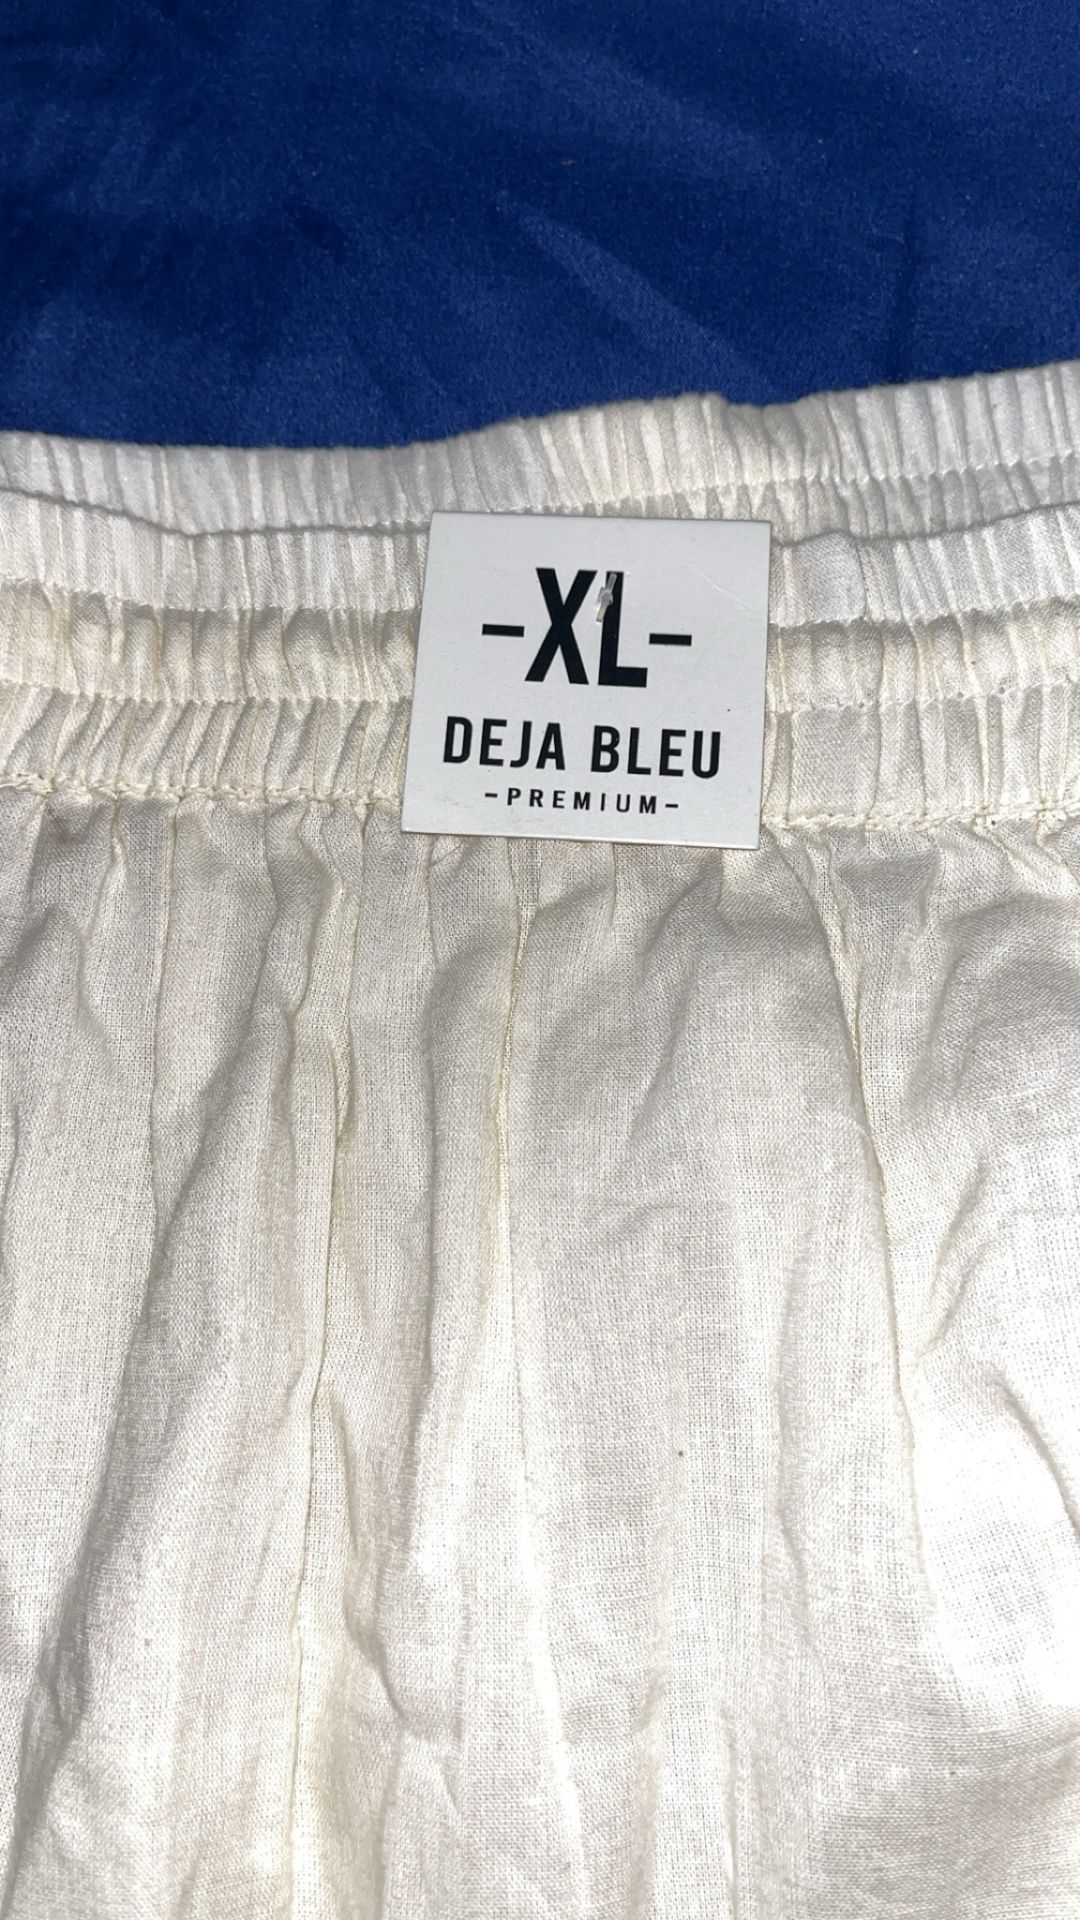 -XL-
DEJA BLEU
-PREMIUM-